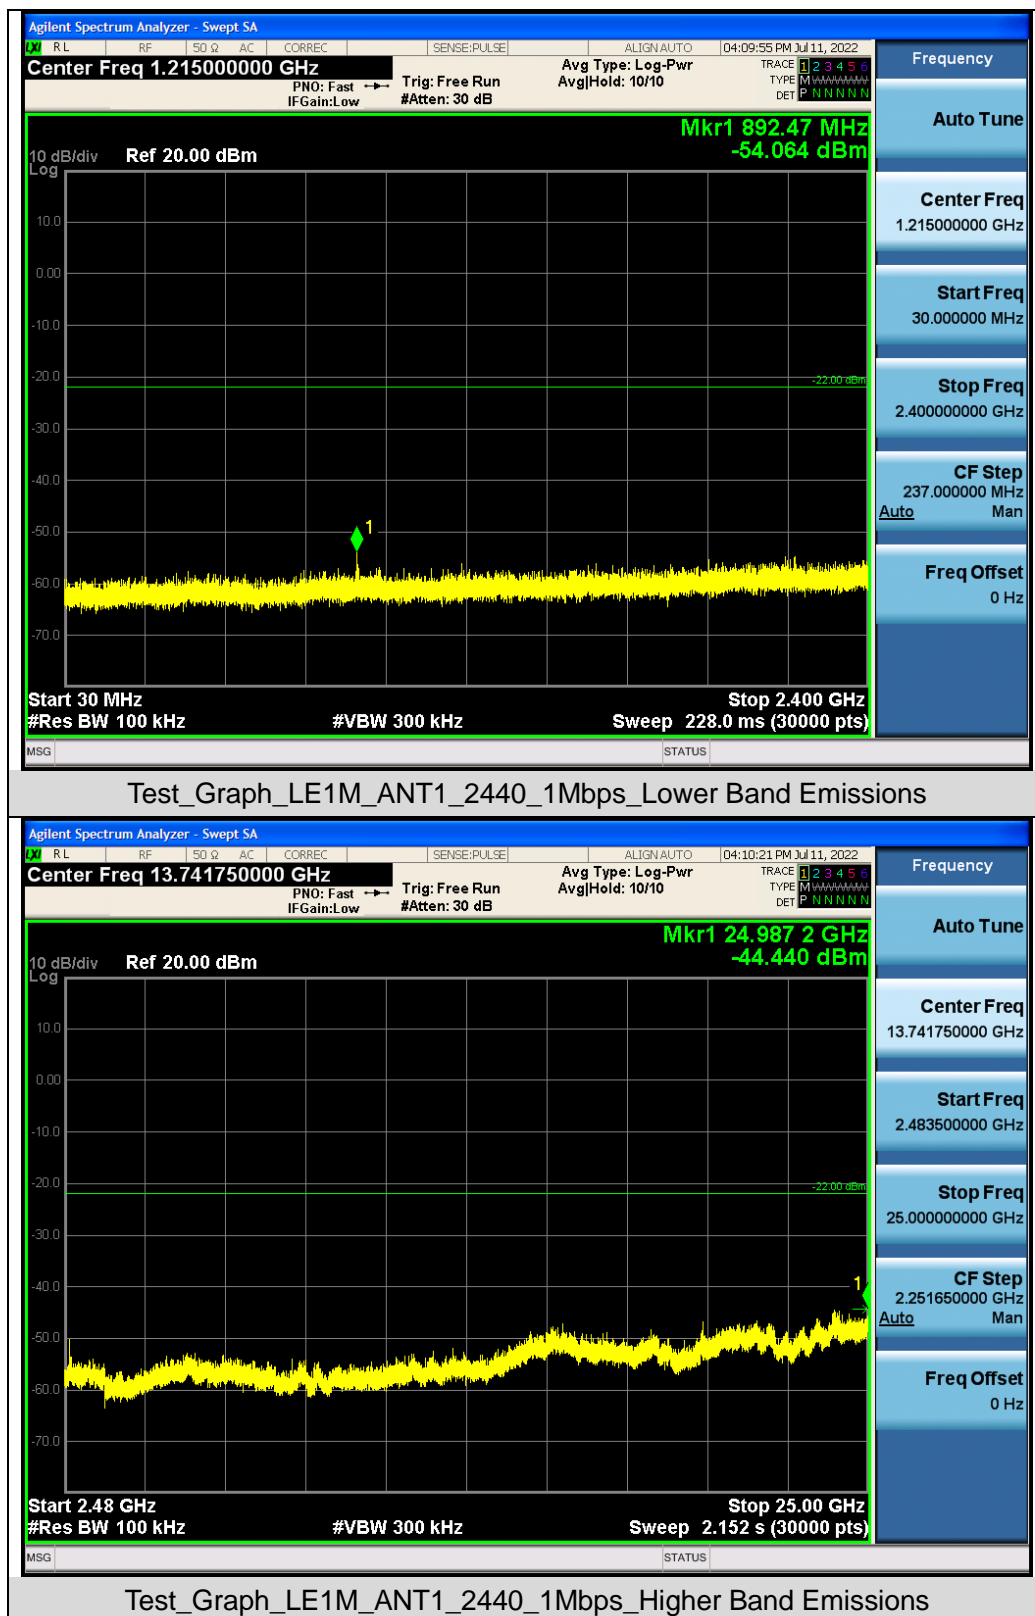 Agilent Spectrum Analyzer - Swept SA
LXI RL RF 50 Ω AC CORREC SENSE:PULSE ALIGN AUTO 04:09:55 PM Jul 11, 2022
Center Freq 1.215000000 GHz
PNO: Fast
IFGain:Low
Trig: Free Run
#Atten: 30 dB
Avg Type: Log-Pwr
Avg|Hold: 10/10
TRACE 1 2 3 4 5 6
TYPE M
DET P N N N N N
Mkr1 892.47 MHz
-54.064 dBm
10 dB/div Ref 20.00 dBm
Log
10.0
0.00
-10.0
-20.0
-22.00 dBm
-30.0
-40.0
-50.0
1
-60.0
-70.0
Start 30 MHz Stop 2.400 GHz
#Res BW 100 kHz #VBW 300 kHz Sweep 228.0 ms (30000 pts)
MSG STATUS
Frequency
Auto Tune
Center Freq
1.215000000 GHz
Start Freq
30.000000 MHz
Stop Freq
2.400000000 GHz
CF Step
237.000000 MHz
Auto Man
Freq Offset
0 Hz
Test_Graph_LE1M_ANT1_2440_1Mbps_Lower Band Emissions
Agilent Spectrum Analyzer - Swept SA
LXI RL RF 50 Ω AC CORREC SENSE:PULSE ALIGN AUTO 04:10:21 PM Jul 11, 2022
Center Freq 13.741750000 GHz
PNO: Fast
IFGain:Low
Trig: Free Run
#Atten: 30 dB
Avg Type: Log-Pwr
Avg|Hold: 10/10
TRACE 1 2 3 4 5 6
TYPE M
DET P N N N N N
Mkr1 24.987 2 GHz
-44.440 dBm
10 dB/div Ref 20.00 dBm
Log
10.0
0.00
-10.0
-20.0
-22.00 dBm
-30.0
-40.0
1
-50.0
-60.0
-70.0
Start 2.48 GHz Stop 25.00 GHz
#Res BW 100 kHz #VBW 300 kHz Sweep 2.152 s (30000 pts)
MSG STATUS
Frequency
Auto Tune
Center Freq
13.741750000 GHz
Start Freq
2.483500000 GHz
Stop Freq
25.000000000 GHz
CF Step
2.251650000 GHz
Auto Man
Freq Offset
0 Hz
Test_Graph_LE1M_ANT1_2440_1Mbps_Higher Band Emissions